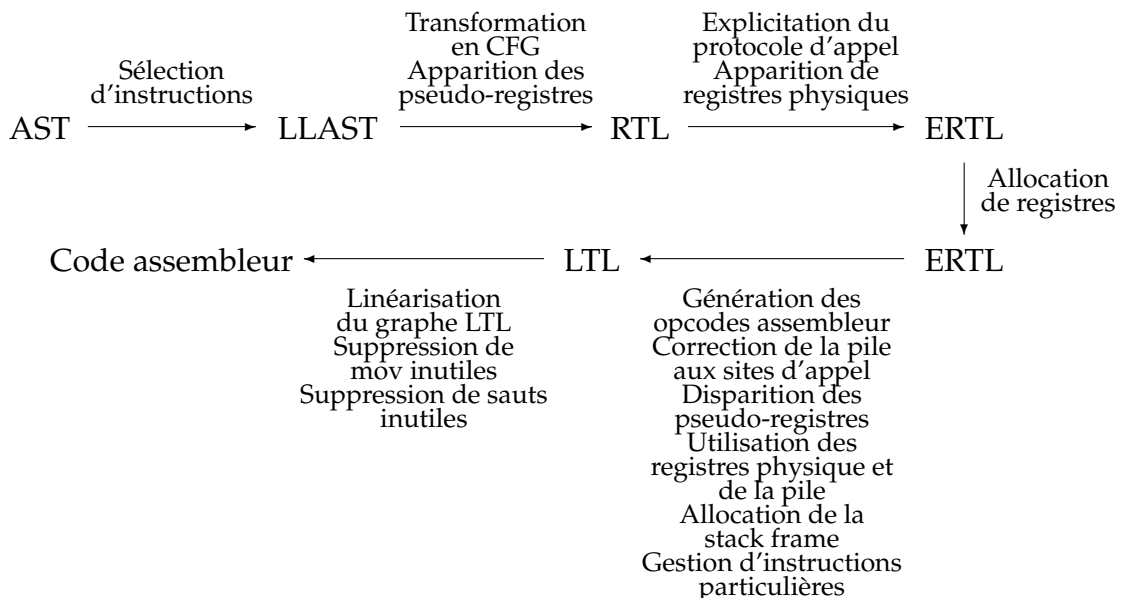 Sélection
d'instructions
Transformation
en CFG
Apparition des
pseudo-registres
Explicitation du
protocole d'appel
Apparition de
registres physiques
AST
LLAST
RTL
ERTL
Allocation
de registres
Code assembleur
LTL
ERTL
Linéarisation
du graphe LTL
Suppression de
mov inutiles
Suppression de sauts
inutiles
Génération des
opcodes assembleur
Correction de la pile
aux sites d'appel
Disparition des
pseudo-registres
Utilisation des
registres physique et
de la pile
Allocation de la
stack frame
Gestion d'instructions
particulières